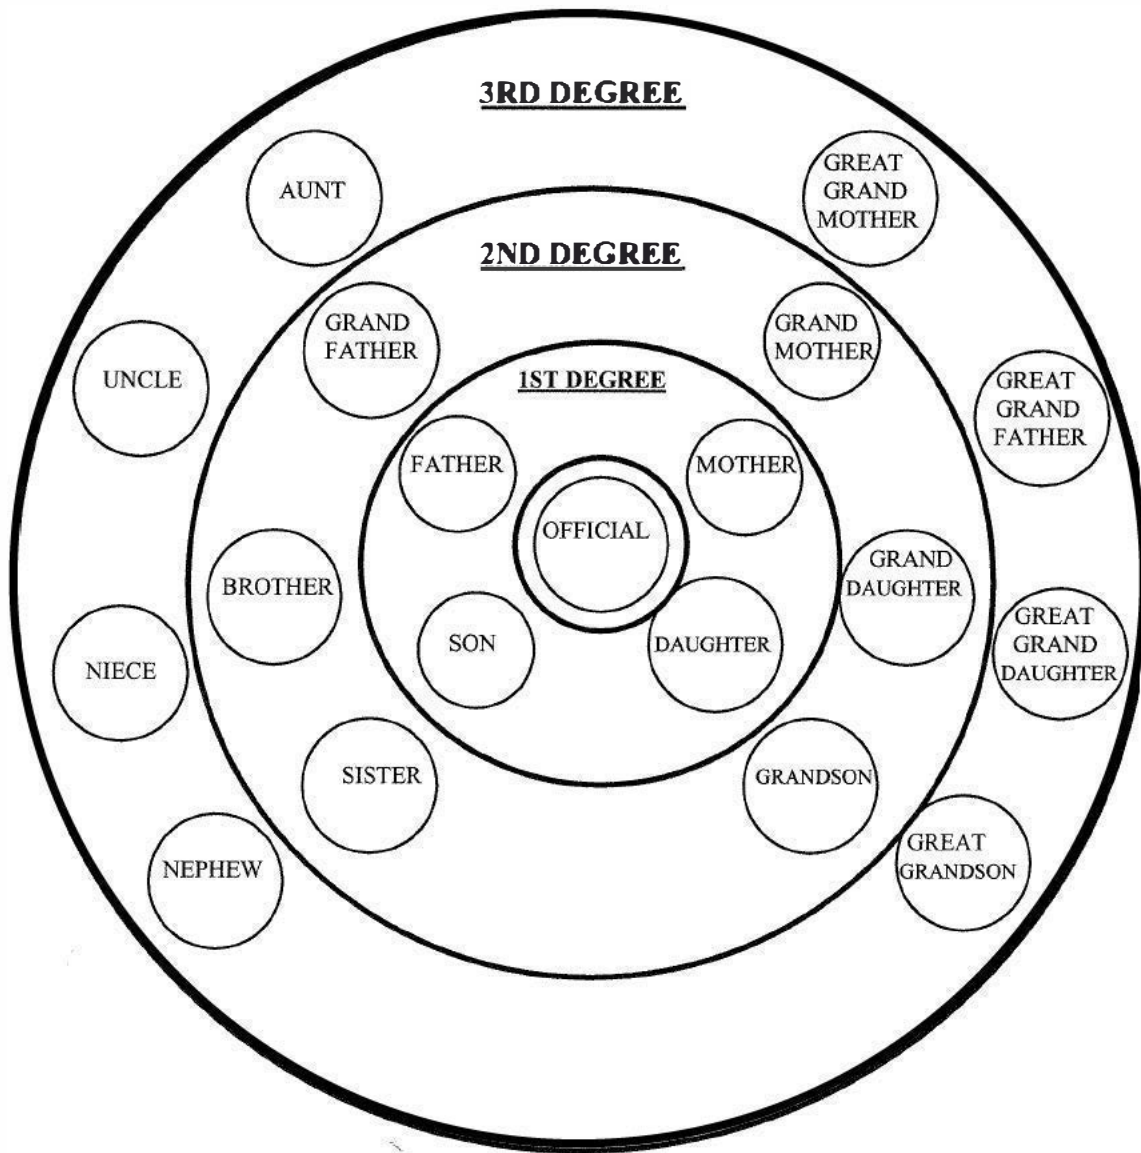 3RD DEGREE
AUNT
GREAT
GRAND
MOTHER
2ND DEGREE
GRAND
FATHER
GRAND
MOTHER
UNCLE
1ST DEGREE
GREAT
GRAND
FATHER
FATHER
MOTHER
OFFICIAL
BROTHER
GRAND
DAUGHTER
SON
DAUGHTER
NIECE
GREAT
GRAND
DAUGHTER
SISTER
GRANDSON
NEPHEW
GREAT
GRANDSON